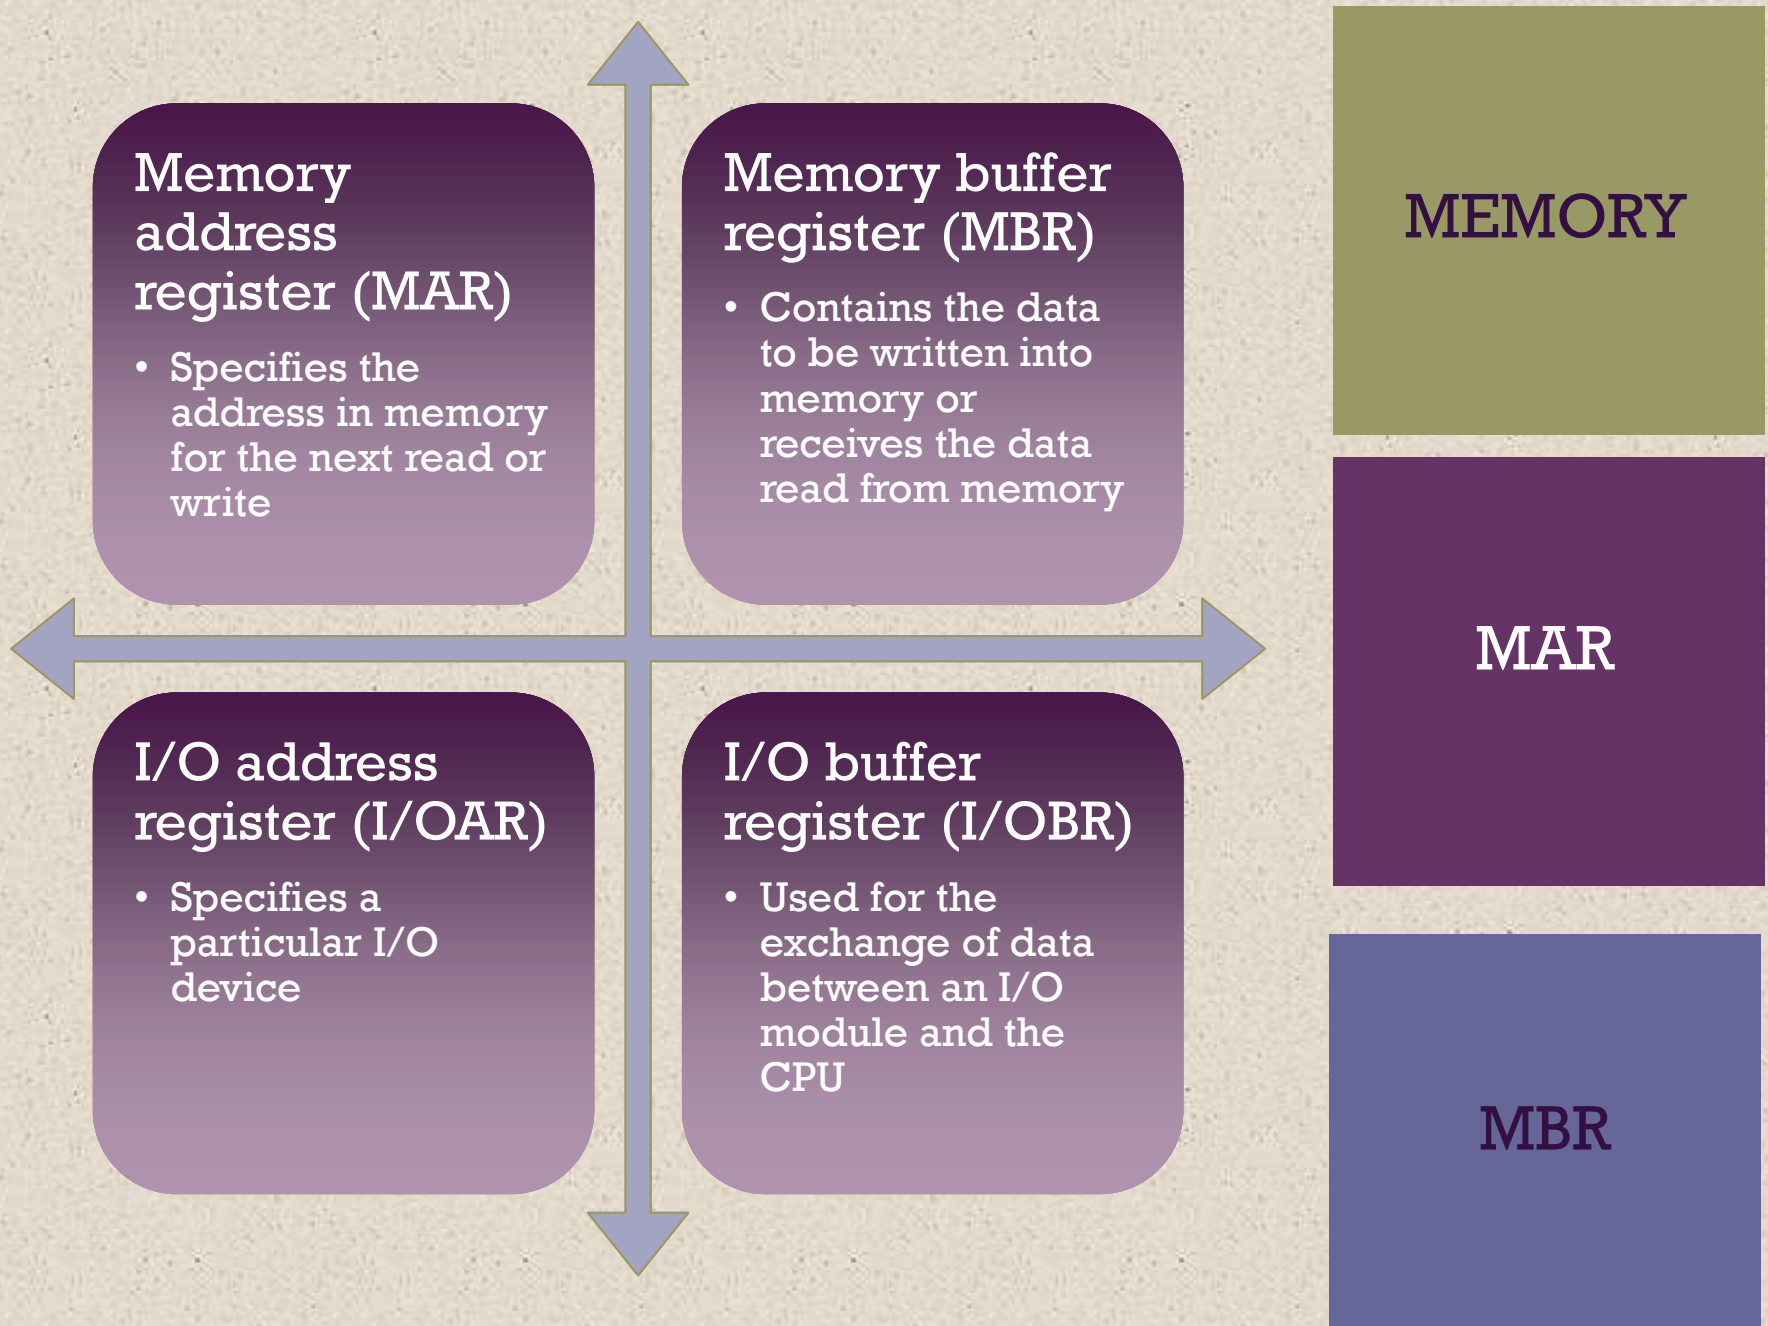 Memory
address
register (MAR)
• Specifies the
address in memory
for the next read or
write
Memory buffer
register (MBR)
• Contains the data
to be written into
memory or
receives the data
read from memory
I/O address
register (I/OAR)
• Specifies a
particular I/O
device
I/O buffer
register (I/OBR)
• Used for the
exchange of data
between an I/O
module and the
CPU
MEMORY
MAR
MBR